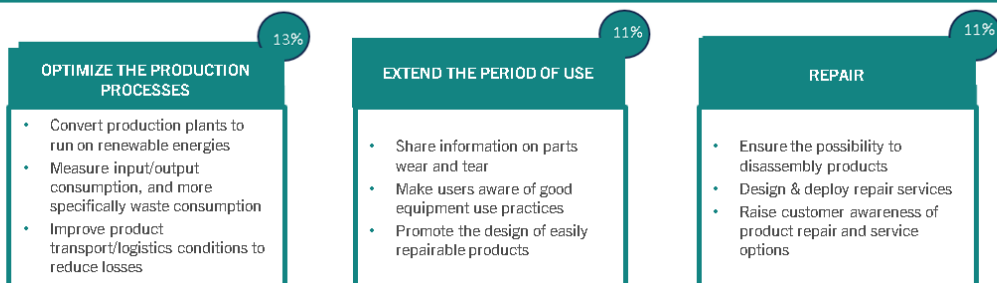 13%
OPTIMIZE THE PRODUCTION
PROCESSES
• Convert production plants to
run on renewable energies
• Measure input/output
consumption, and more
specifically waste consumption
• Improve product
transport/logistics conditions to
reduce losses
11%
EXTEND THE PERIOD OF USE
• Share information on parts
wear and tear
• Make users aware of good
equipment use practices
• Promote the design of easily
repairable products
11%
REPAIR
• Ensure the possibility to
disassembly products
• Design & deploy repair services
• Raise customer awareness of
product repair and service
options